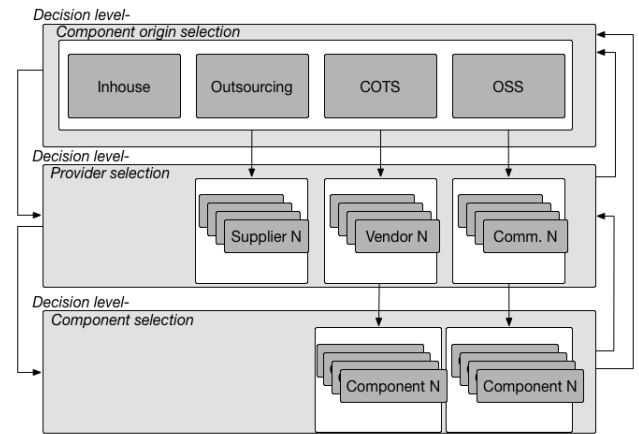 Decision level-
Component origin selection
Inhouse
Outsourcing
COTS
OSS
Decision level-
Provider selection
Supplier N
Vendor N
Comm. N
Decision level-
Component selection
Component N
Component N